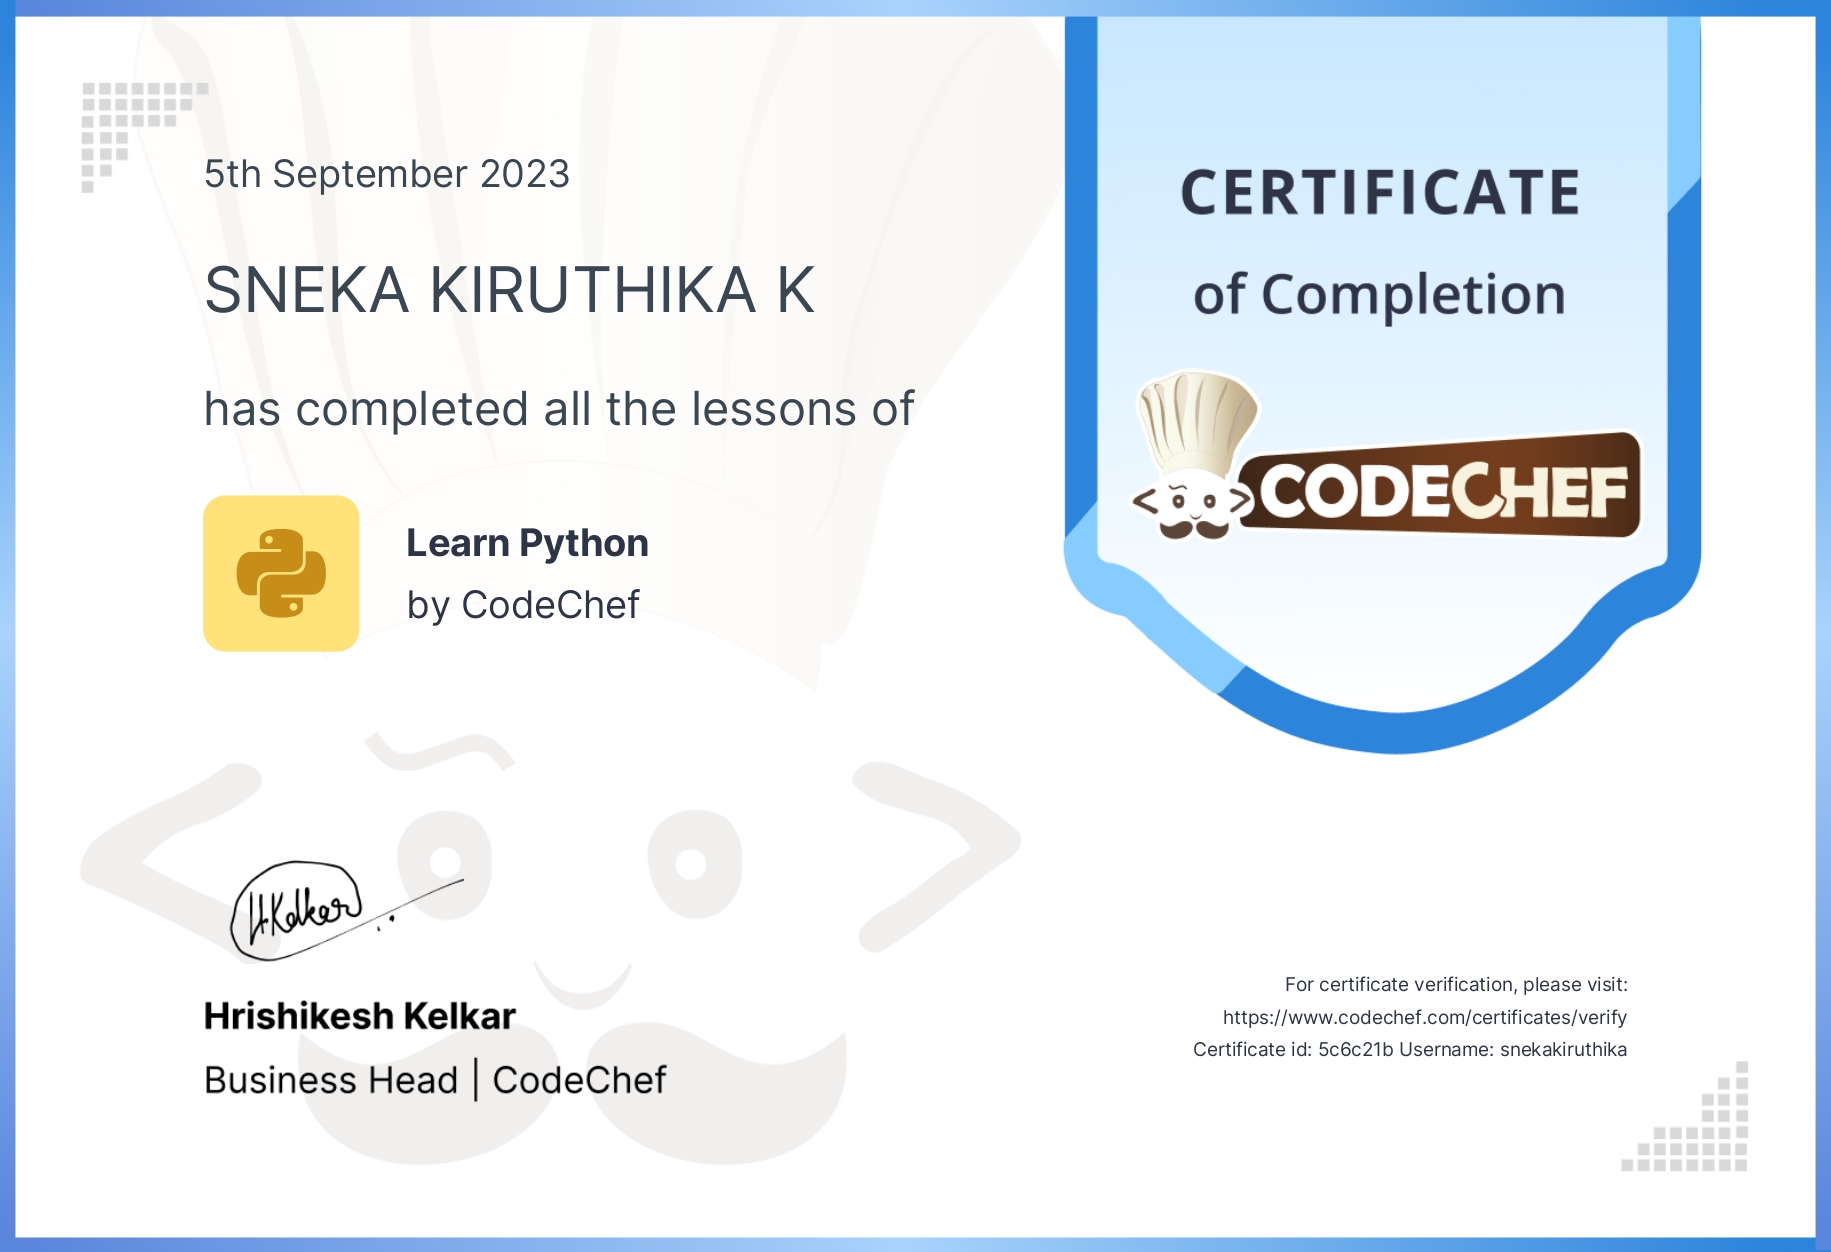 5th September 2023
SNEKA KIRUTHIKA K
has completed all the lessons of
Learn Python
by CodeChef
H.Kelkar
Hrishikesh Kelkar
Business Head | CodeChef
CERTIFICATE
of Completion
CODECHEF
For certificate verification, please visit:
https://www.codechef.com/certificates/verify
Certificate id: 5c6c21b Username: snekakiruthika